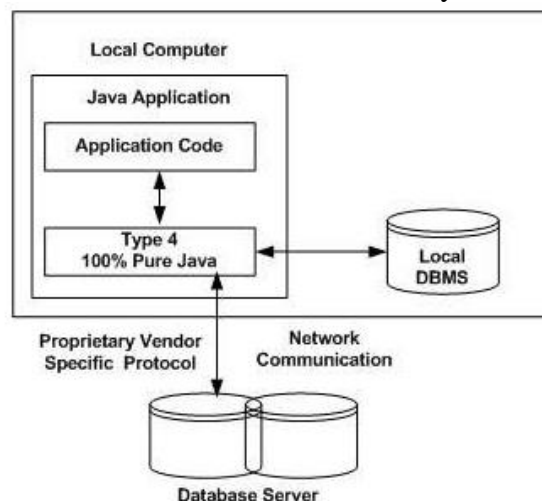 Local Computer
Java Application
Application Code
Type 4
100% Pure Java
Local
DBMS
Proprietary Vendor
Specific Protocol
Network
Communication
Database Server